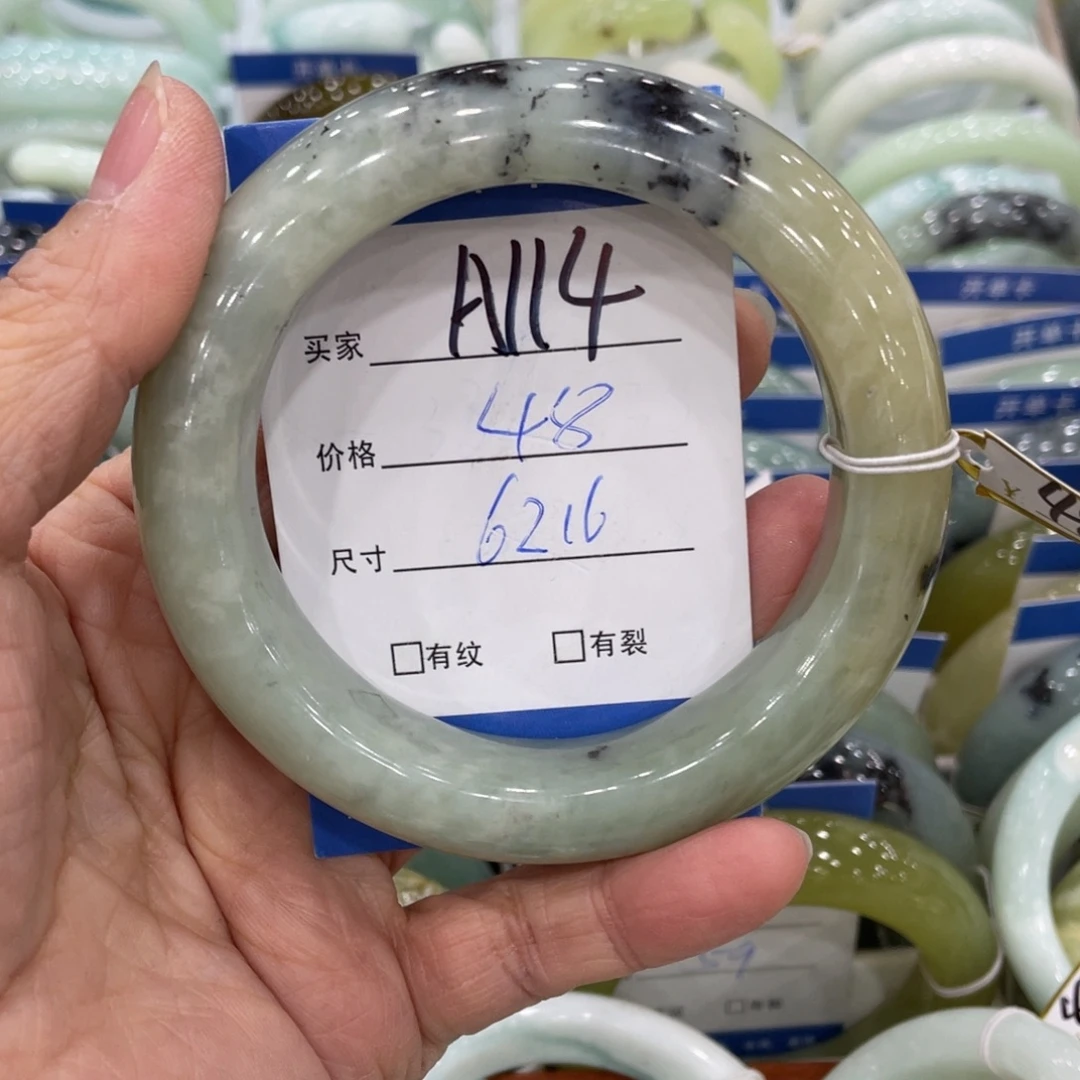 买家 A114
价格 48
尺寸 6216
□有纹 □有裂